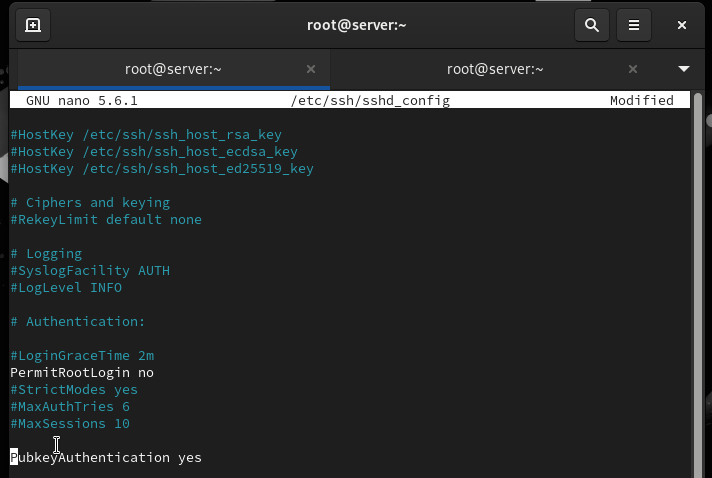 root@server:~
root@server:~
root@server:~
GNU nano 5.6.1 /etc/ssh/sshd_config Modified
#HostKey /etc/ssh/ssh_host_rsa_key
#HostKey /etc/ssh/ssh_host_ecdsa_key
#HostKey /etc/ssh/ssh_host_ed25519_key
# Ciphers and keying
#RekeyLimit default none
# Logging
#SyslogFacility AUTH
#LogLevel INFO
# Authentication:
#LoginGraceTime 2m
PermitRootLogin no
#StrictModes yes
#MaxAuthTries 6
#MaxSessions 10
PubkeyAuthentication yes